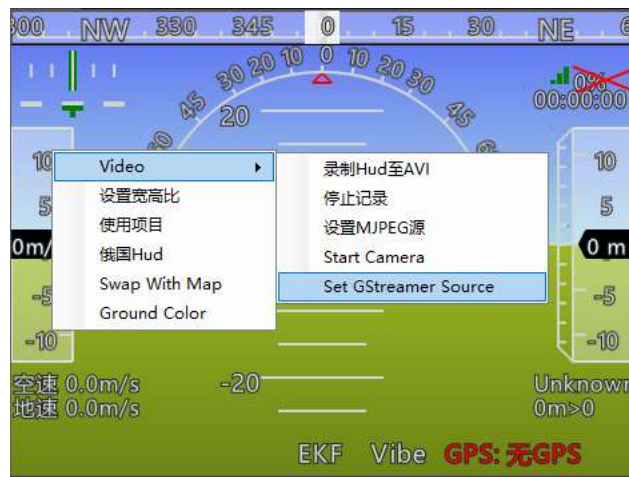 300 NW 330 345 0 15 30 NE 6
30 20 10 0 10 20 30
0%
00:00:00
45 20 45
60 60
10 Video 录制Hud至AVI 10
设置宽高比 停止记录
5 使用项目 设置MJPEG源 5
0m/ 俄国Hud Start Camera 0 m
Swap With Map Set GStreamer Source
-5 Ground Color -5
-10 -10
空速 0.0m/s -20 Unknown
地速 0.0m/s 0m>0
EKF Vibe GPS: 无GPS